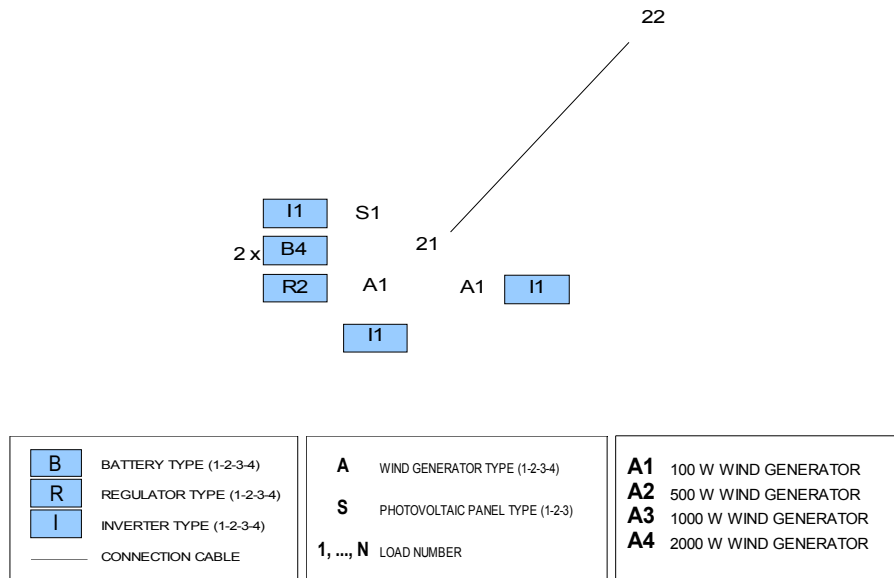 22
I1 S1
21
2 x B4
R2 A1 A1 I1
I1
B BATTERY TYPE (1-2-3-4)
R REGULATOR TYPE (1-2-3-4)
I INVERTER TYPE (1-2-3-4)
CONNECTION CABLE
A WIND GENERATOR TYPE (1-2-3-4)
S PHOTOVOLTAIC PANEL TYPE (1-2-3)
1, ..., N LOAD NUMBER
A1 100 W WIND GENERATOR
A2 500 W WIND GENERATOR
A3 1000 W WIND GENERATOR
A4 2000 W WIND GENERATOR